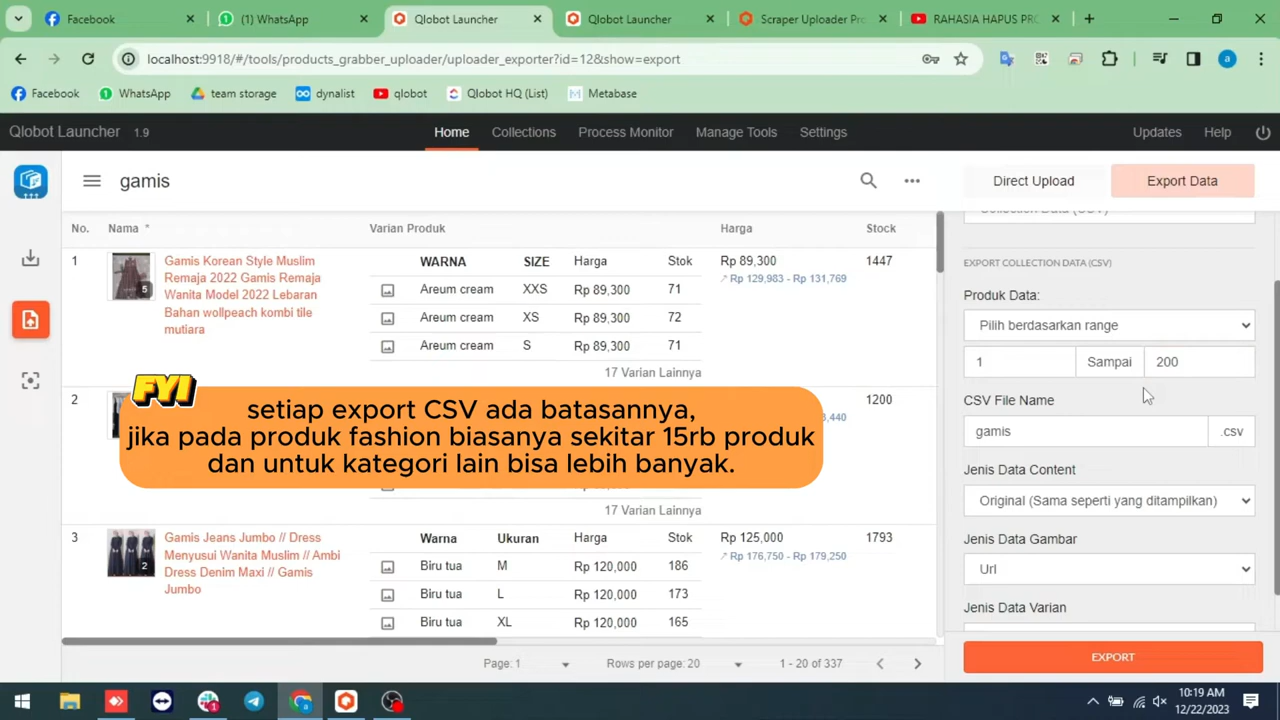 Facebook
(1) WhatsApp
Qlobot Launcher
Qlobot Launcher
Scraper Uploader Pr
RAHASIA HAPUS PR
localhost:9918/#/tools/products_grabber_uploader/uploader_exporter?id=12&show=export
a
Facebook
WhatsApp
team storage
dynalist
qlobot
Qlobot HQ (List)
Metabase
Qlobot Launcher 1.9
Home
Collections
Process Monitor
Manage Tools
Settings
Updates
Help
gamis
Direct Upload
Export Data
No.
Nama *
Varian Produk
Harga
Stock
1
5
Gamis Korean Style Muslim
Remaja 2022 Gamis Remaja
Wanita Model 2022 Lebaran
Bahan wollpeach kombi tile
mutiara
WARNA SIZE Harga Stok
Areum cream XXS Rp 89,300 71
Areum cream XS Rp 89,300 72
Areum cream S Rp 89,300 71
17 Varian Lainnya
Rp 89,300
Rp 129,983 - Rp 131,769
1447
2
,440
1200
FYI
setiap export CSV ada batasannya,
jika pada produk fashion biasanya sekitar 15rb produk
dan untuk kategori lain bisa lebih banyak.
17 Varian Lainnya
3
2
Gamis Jeans Jumbo // Dress
Menyusui Wanita Muslim // Ambi
Dress Denim Maxi // Gamis
Jumbo
Warna Ukuran Harga Stok
Biru tua M Rp 120,000 186
Biru tua L Rp 120,000 173
Biru tua XL Rp 120,000 165
Rp 125,000
Rp 176,750 - Rp 179,250
1793
Page: 1
Rows per page: 20
1 - 20 of 337
Collection Data (CSV)
EXPORT COLLECTION DATA (CSV)
Produk Data:
Pilih berdasarkan range
1 Sampai 200
CSV File Name
gamis .csv
Jenis Data Content
Original (Sama seperti yang ditampilkan)
Jenis Data Gambar
Url
Jenis Data Varian
EXPORT
10:19 AM
12/22/2023